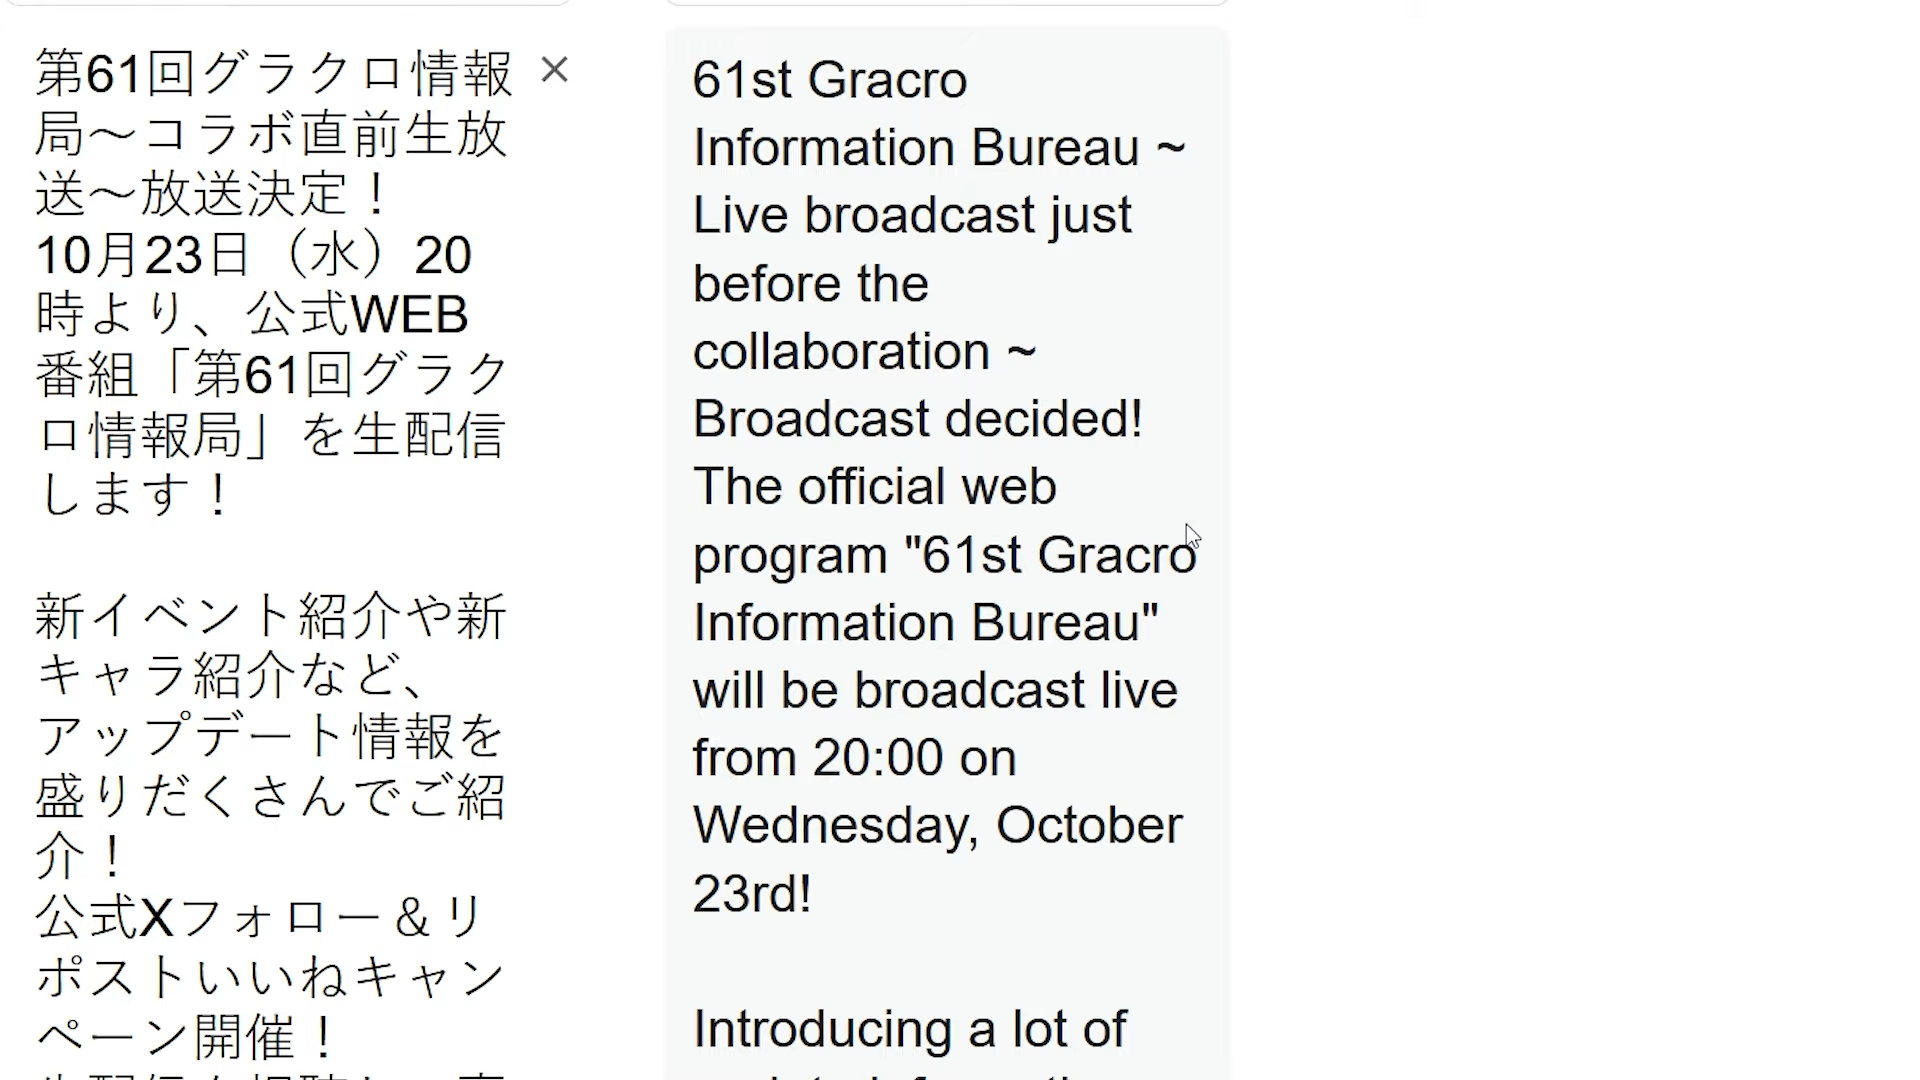 第61回グラクロ情報
局～コラボ直前生放
送～放送決定！
10月23日（水）20
時より、公式WEB
番組「第61回グラク
ロ情報局」を生配信
します！
新イベント紹介や新
キャラ紹介など、
アップデート情報を
盛りだくさんでご紹
介！
公式Xフォロー＆リ
ポストいいねキャン
ペーン開催！
61st Gracro
Information Bureau ~
Live broadcast just
before the
collaboration ~
Broadcast decided!
The official web
program "61st Gracro
Information Bureau"
will be broadcast live
from 20:00 on
Wednesday, October
23rd!
Introducing a lot of